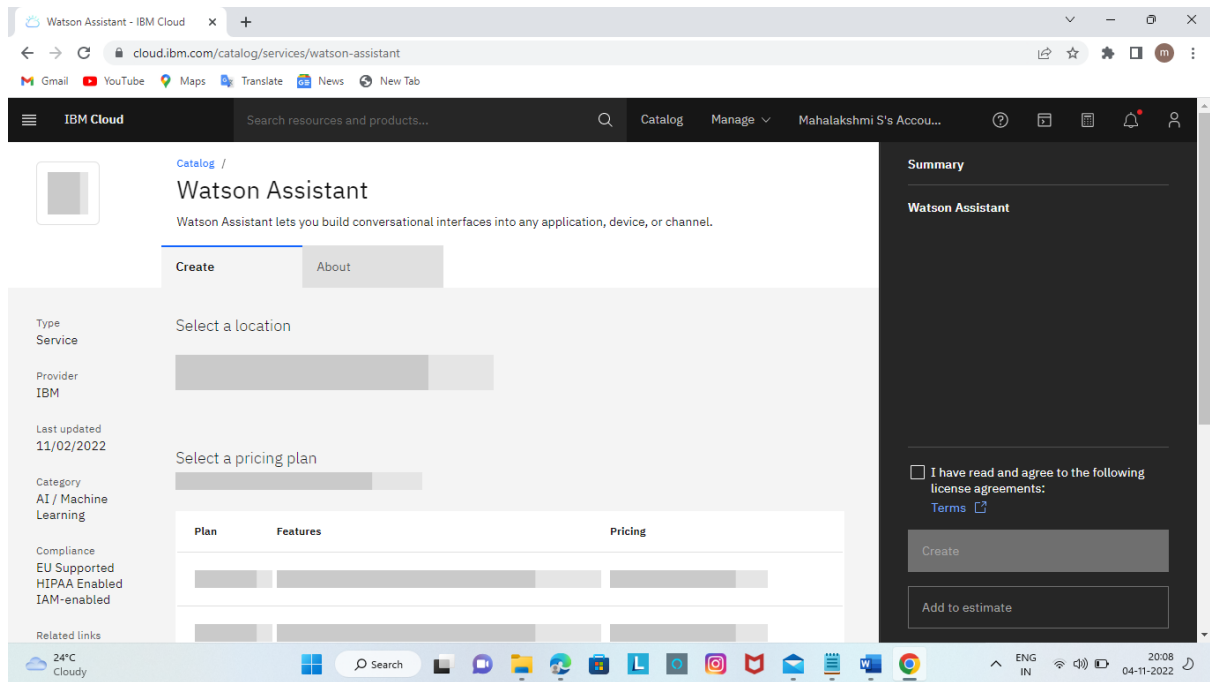 Watson Assistant - IBM Cloud
cloud.ibm.com/catalog/services/watson-assistant
m
Gmail YouTube Maps Translate News New Tab
IBM Cloud Search resources and products... Catalog Manage Mahalakshmi S's Accou...
Catalog /
Watson Assistant
Watson Assistant lets you build conversational interfaces into any application, device, or channel.
Create About
Type
Service
Provider
IBM
Last updated
11/02/2022
Category
AI / Machine
Learning
Compliance
EU Supported
HIPAA Enabled
IAM-enabled
Related links
Select a location
Select a pricing plan
Plan Features Pricing
Summary
Watson Assistant
I have read and agree to the following
license agreements:
Terms
Create
Add to estimate
24°C
Cloudy
Search
L
ENG
IN
20:08
04-11-2022